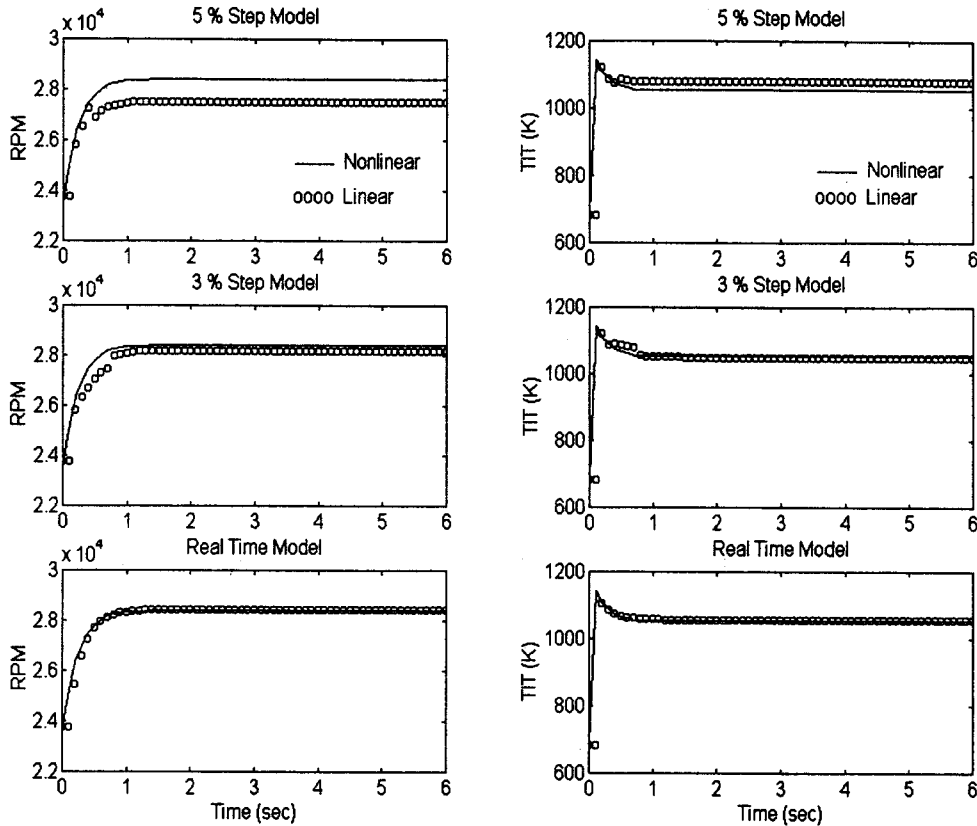 5 % Step Model
x 10⁴
3
2.8
2.6
2.4
2.2
RPM
Nonlinear
oooo Linear
0 1 2 3 4 5 6
5 % Step Model
1200
1000
800
600
TIT (K)
Nonlinear
oooo Linear
0 1 2 3 4 5 6
3 % Step Model
x 10⁴
3
2.8
2.6
2.4
2.2
RPM
0 1 2 3 4 5 6
3 % Step Model
1200
1000
800
600
TIT (K)
0 1 2 3 4 5 6
Real Time Model
x 10⁴
3
2.8
2.6
2.4
2.2
RPM
0 1 2 3 4 5 6
Time (sec)
Real Time Model
1200
1000
800
600
TIT (K)
0 1 2 3 4 5 6
Time (sec)